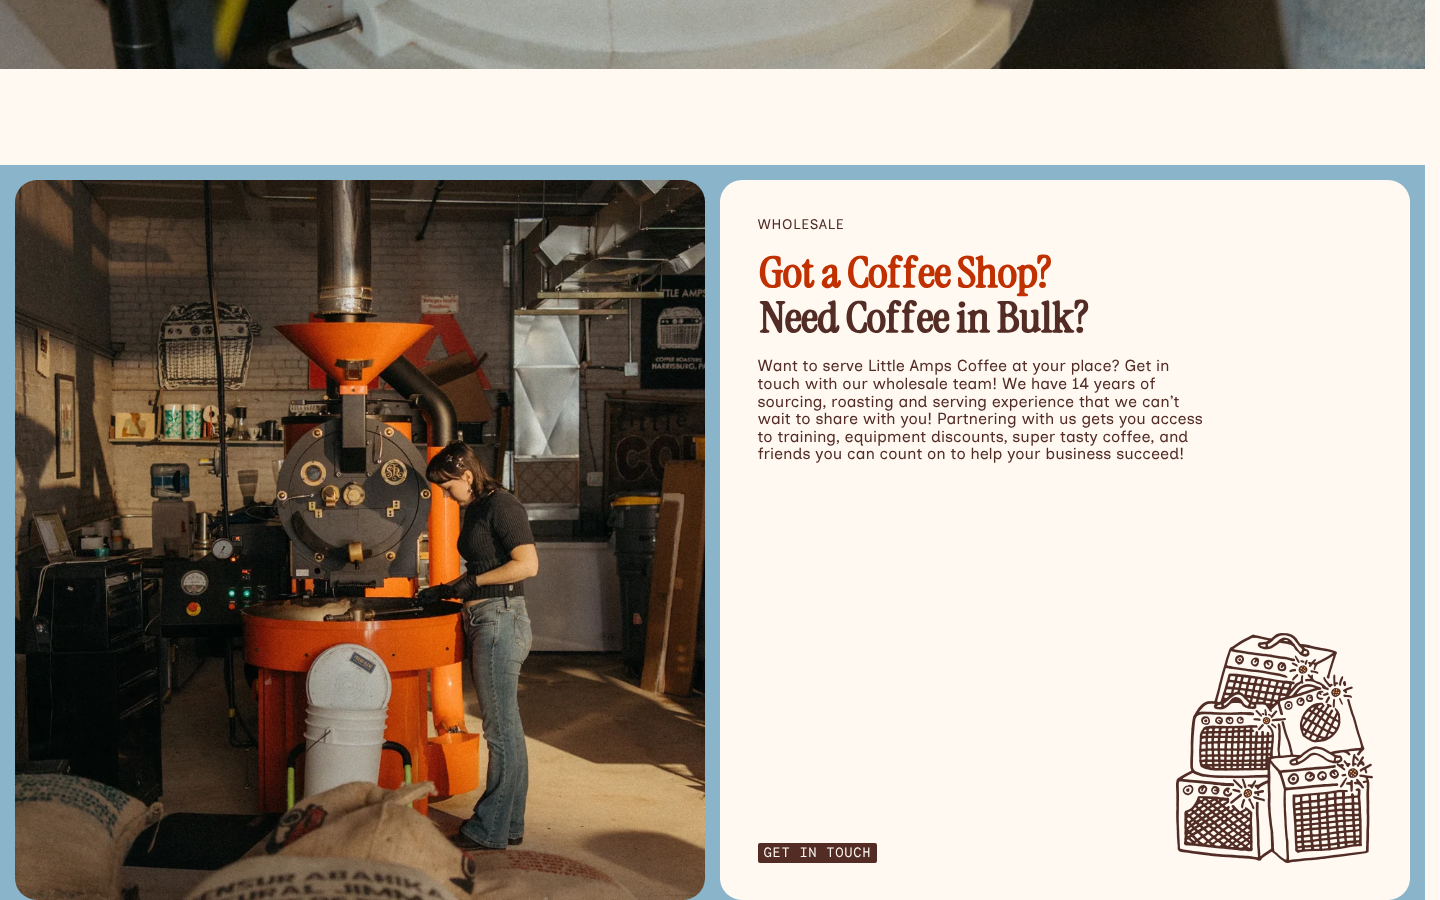 WHOLESALE
Got a Coffee Shop?
Need Coffee in Bulk?
Want to serve Little Amps Coffee at your place? Get in
touch with our wholesale team! We have 14 years of
sourcing, roasting and serving experience that we can’t
wait to share with you! Partnering with us gets you access
to training, equipment discounts, super tasty coffee, and
friends you can count on to help your business succeed!
GET IN TOUCH
COFFEE ROASTERS